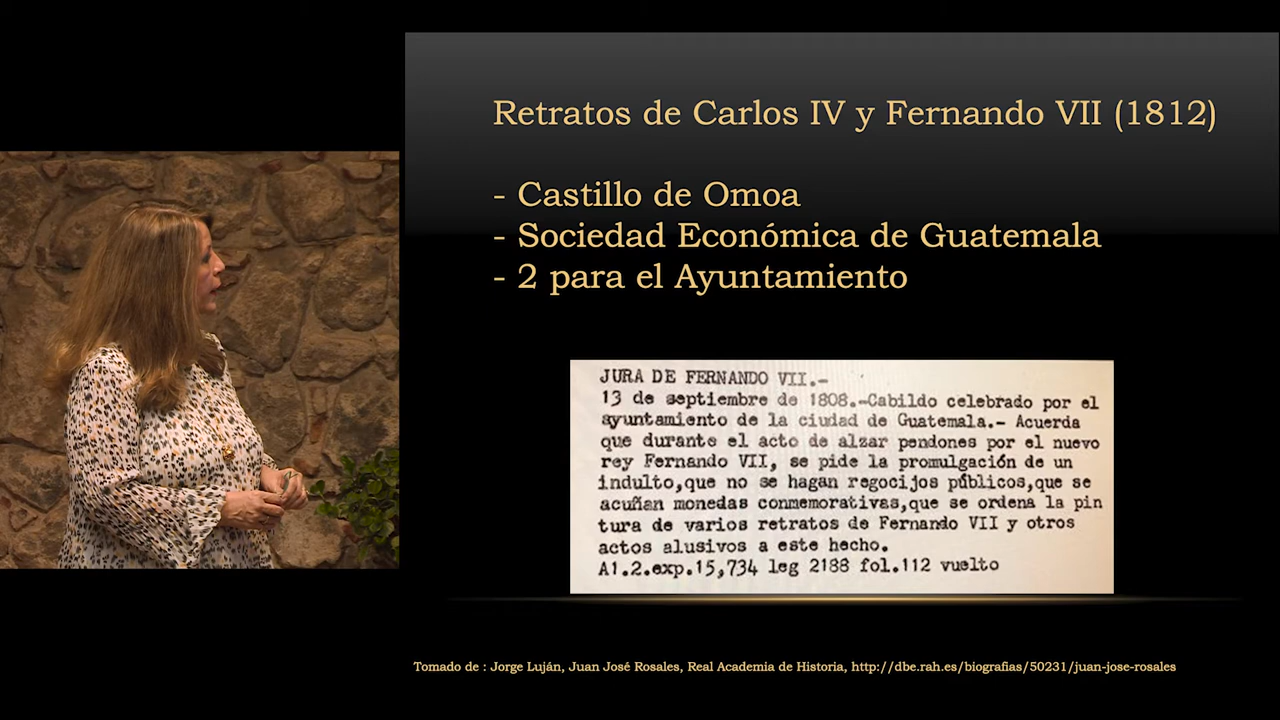 Retratos de Carlos IV y Fernando VII (1812)
- Castillo de Omoa
- Sociedad Económica de Guatemala
- 2 para el Ayuntamiento
JURA DE FERNANDO VII.-
13 de septiembre de 1808.-Cabildo celebrado por el
ayuntamiento de la ciudad de Guatemala.- Acuerda
que durante el acto de alzar pendones por el nuevo
rey Fernando VII, se pide la promulgación de un
indulto,que no se hagan regocijos públicos,que se
acuñan monedas conmemorativas,que se ordena la pin
tura de varios retratos de Fernando VII y otros
actos alusivos a este hecho.
A1.2.exp.15,734 leg 2188 fol.112 vuelto
Tomado de : Jorge Luján, Juan José Rosales, Real Academia de Historia, http://dbe.rah.es/biografias/50231/juan-jose-rosales